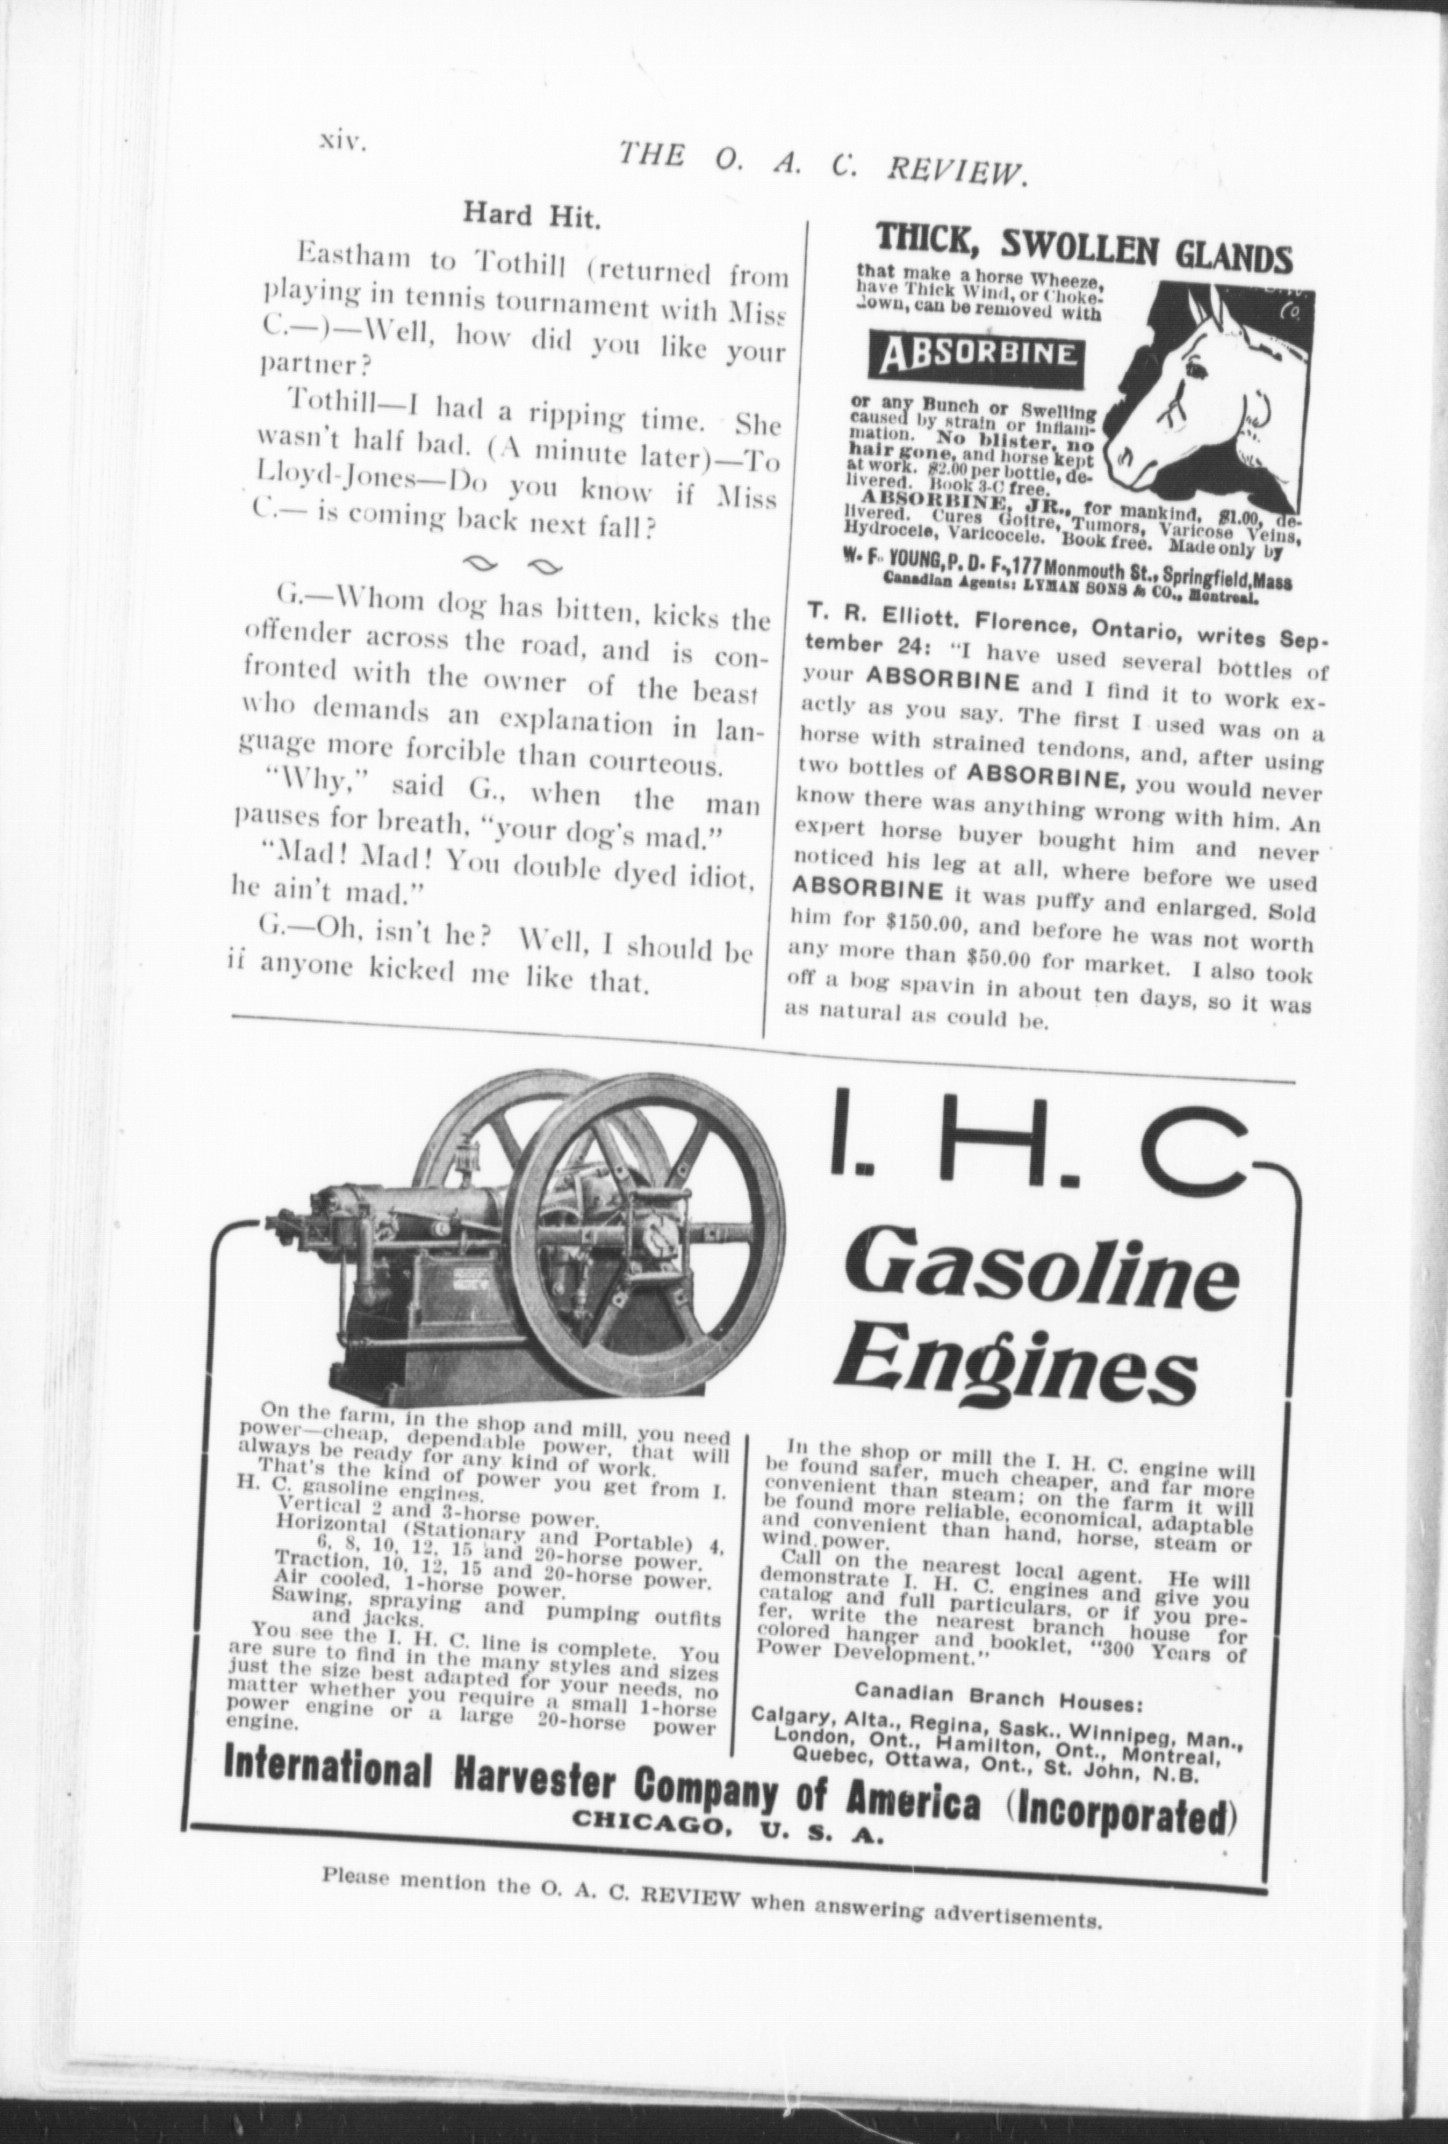 xiv.
THE O. A. C. REVIEW.
Hard Hit.
Eastham to Tothill (returned from
playing in tennis tournament with Miss
C.—)—Well, how did you like your
partner?
Tothill—I had a ripping time. She
wasn't half bad. (A minute later)—To
Lloyd-Jones—Do you know if Miss
C.— is coming back next fall?
G.—Whom dog has bitten, kicks the
offender across the road, and is con-
fronted with the owner of the beast
who demands an explanation in lan-
guage more forcible than courteous.
"Why," said G., when the man
pauses for breath, "your dog's mad."
"Mad! Mad! You double dyed idiot,
he ain't mad."
G.—Oh, isn't he? Well, I should be
if anyone kicked me like that.
THICK, SWOLLEN GLANDS
that make a horse Wheeze,
have Thick Wind, or Choke-
down, can be removed with
ABSORBINE
or any Bunch or Swelling
caused by strain or Inflam-
mation. No blister, no
hair gone, and horse kept
at work. $2.00 per bottle, de-
livered. Book 3-C free.
ABSORBINE, JR., for mankind, $1.00, de-
livered. Cures Goitre, Tumors, Varicose Veins,
Hydrocele, Varicocele. Book free. Made only by
W. F. YOUNG, P. D. F., 177 Monmouth St., Springfield, Mass
Canadian Agents: LYMAN SONS & CO., Montreal.
T. R. Elliott, Florence, Ontario, writes Sep-
tember 24: "I have used several bottles of
your ABSORBINE and I find it to work ex-
actly as you say. The first I used was on a
horse with strained tendons, and, after using
two bottles of ABSORBINE, you would never
know there was anything wrong with him. An
expert horse buyer bought him and never
noticed his leg at all, where before we used
ABSORBINE it was puffy and enlarged. Sold
him for $150.00, and before he was not worth
any more than $50.00 for market. I also took
off a bog spavin in about ten days, so it was
as natural as could be.
I. H. C
Gasoline
Engines
On the farm, in the shop and mill, you need
power—cheap, dependable power, that will
always be ready for any kind of work.
That's the kind of power you get from I.
H. C. gasoline engines.
Vertical 2 and 3-horse power.
Horizontal (Stationary and Portable) 4,
6, 8, 10, 12, 15 and 20-horse power.
Traction, 10, 12, 15 and 20-horse power.
Air cooled, 1-horse power.
Sawing, spraying and pumping outfits
and jacks.
You see the I. H. C. line is complete. You
are sure to find in the many styles and sizes
just the size best adapted for your needs, no
matter whether you require a small 1-horse
power engine or a large 20-horse power
engine.
In the shop or mill the I. H. C. engine will
be found safer, much cheaper, and far more
convenient than steam; on the farm it will
be found more reliable, economical, adaptable
and convenient than hand, horse, steam or
wind power.
Call on the nearest local agent. He will
demonstrate I. H. C. engines and give you
catalog and full particulars, or if you pre-
fer, write the nearest branch house for
colored hanger and booklet, "300 Years of
Power Development."
Canadian Branch Houses:
Calgary, Alta., Regina, Sask., Winnipeg, Man.,
London, Ont., Hamilton, Ont., Montreal,
Quebec, Ottawa, Ont., St. John, N.B.
International Harvester Company of America (Incorporated)
CHICAGO, U. S. A.
Please mention the O. A. C. REVIEW when answering advertisements.